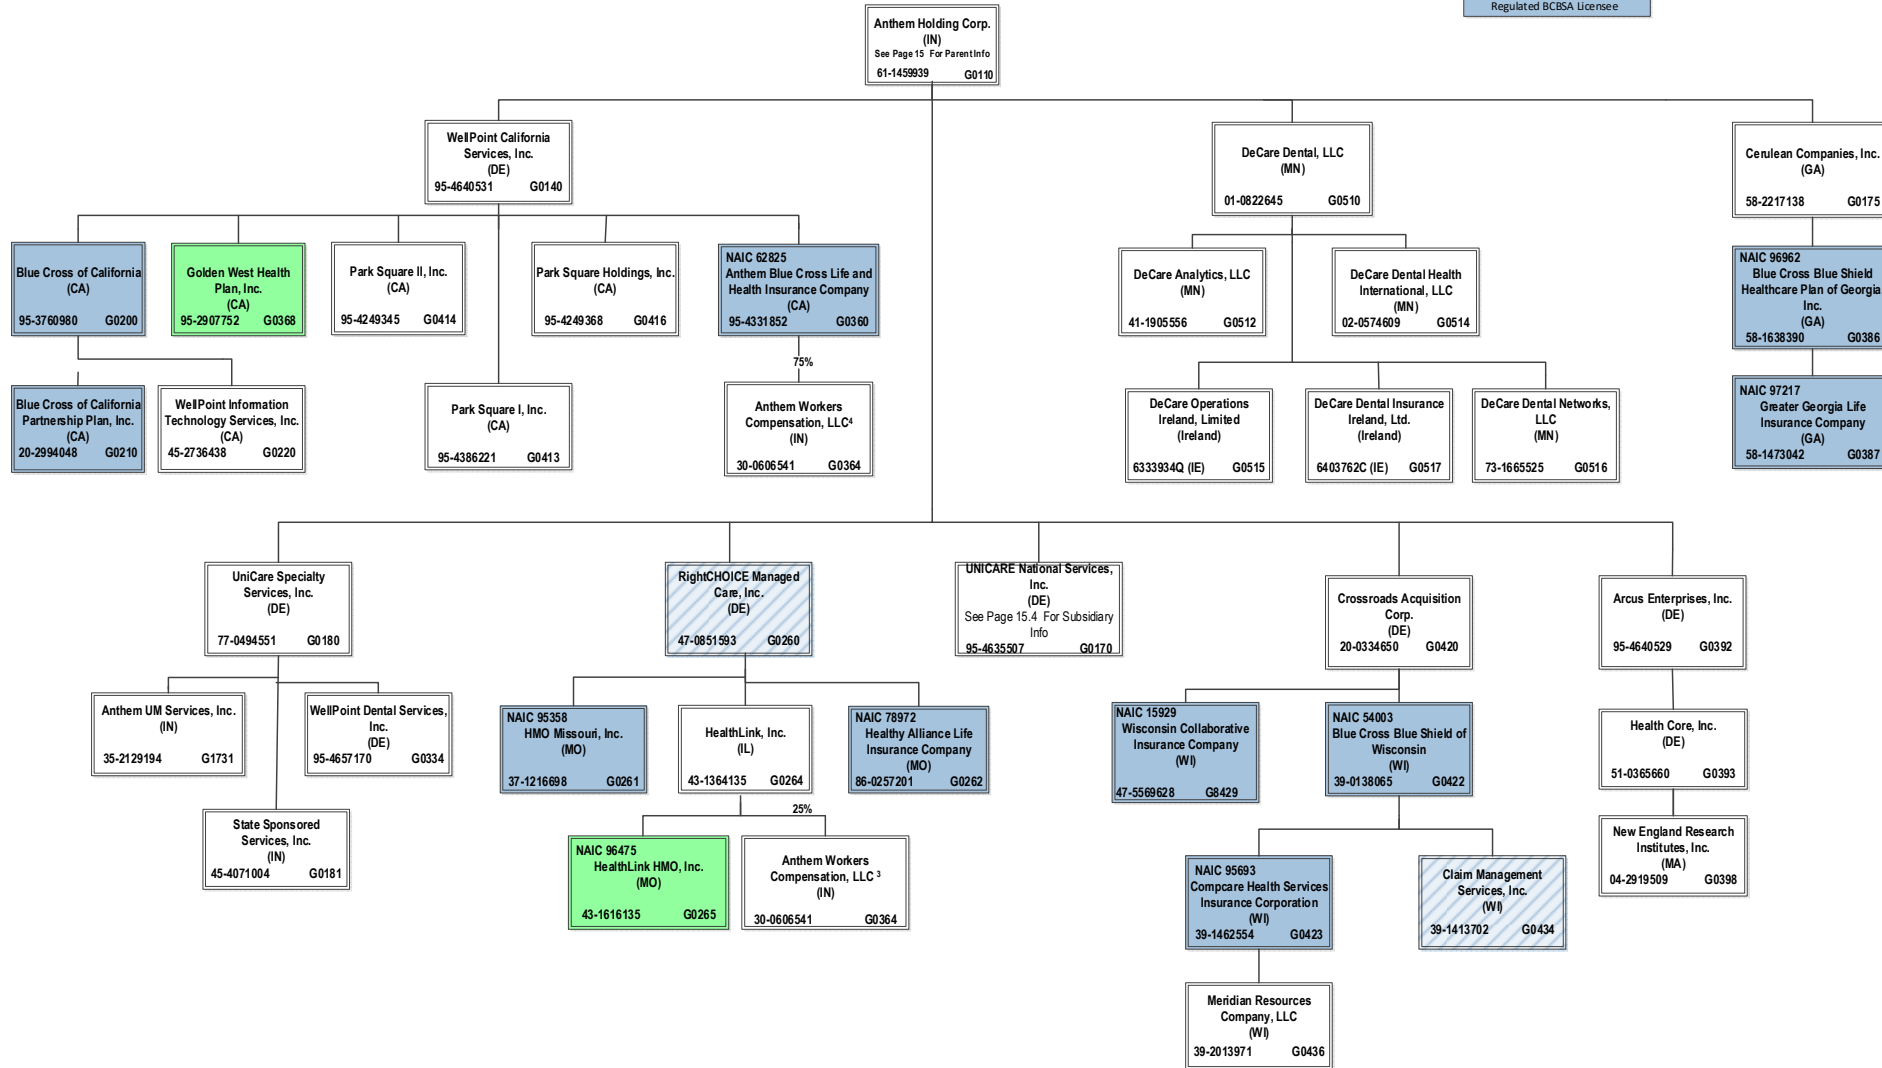 Regulated BCBSA Licensee
Anthem Holding Corp.
(IN)
See Page 15 For Parent Info
61-1459939 G0110
WellPoint California
Services, Inc.
(DE)
95-4640531 G0140
DeCare Dental, LLC
(MN)
01-0822645 G0510
Cerulean Companies, Inc.
(GA)
58-2217138 G0175
Blue Cross of California
(CA)
95-3760980 G0200
Golden West Health
Plan, Inc.
(CA)
95-2907752 G0368
Park Square II, Inc.
(CA)
95-4249345 G0414
Park Square Holdings, Inc.
(CA)
95-4249368 G0416
NAIC 62825
Anthem Blue Cross Life and
Health Insurance Company
(CA)
95-4331852 G0360
DeCare Analytics, LLC
(MN)
41-1905556 G0512
DeCare Dental Health
International, LLC
(MN)
02-0574609 G0514
NAIC 96962
Blue Cross Blue Shield
Healthcare Plan of Georgia
Inc.
(GA)
58-1638390 G0386
75%
Blue Cross of California
Partnership Plan, Inc.
(CA)
20-2994048 G0210
WellPoint Information
Technology Services, Inc.
(CA)
45-2736438 G0220
Park Square I, Inc.
(CA)
95-4386221 G0413
Anthem Workers
Compensation, LLC⁴
(IN)
30-0606541 G0364
DeCare Operations
Ireland, Limited
(Ireland)
6333934Q (IE) G0515
DeCare Dental Insurance
Ireland, Ltd.
(Ireland)
6403762C (IE) G0517
DeCare Dental Networks,
LLC
(MN)
73-1665525 G0516
NAIC 97217
Greater Georgia Life
Insurance Company
(GA)
58-1473042 G0387
UniCare Specialty
Services, Inc.
(DE)
77-0494551 G0180
RightCHOICE Managed
Care, Inc.
(DE)
47-0851593 G0260
UNICARE National Services,
Inc.
(DE)
See Page 15.4 For Subsidiary
Info
95-4635507 G0170
Crossroads Acquisition
Corp.
(DE)
20-0334650 G0420
Arcus Enterprises, Inc.
(DE)
95-4640529 G0392
Anthem UM Services, Inc.
(IN)
35-2129194 G1731
WellPoint Dental Services,
Inc.
(DE)
95-4657170 G0334
NAIC 95358
HMO Missouri, Inc.
(MO)
37-1216698 G0261
HealthLink, Inc.
(IL)
43-1364135 G0264
NAIC 78972
Healthy Alliance Life
Insurance Company
(MO)
86-0257201 G0262
NAIC 15929
Wisconsin Collaborative
Insurance Company
(WI)
47-5569628 G8429
NAIC 54003
Blue Cross Blue Shield of
Wisconsin
(WI)
39-0138065 G0422
Health Core, Inc.
(DE)
51-0365660 G0393
25%
State Sponsored
Services, Inc.
(IN)
45-4071004 G0181
NAIC 96475
HealthLink HMO, Inc.
(MO)
43-1616135 G0265
Anthem Workers
Compensation, LLC ³
(IN)
30-0606541 G0364
NAIC 95693
Compcare Health Services
Insurance Corporation
(WI)
39-1462554 G0423
Claim Management
Services, Inc.
(WI)
39-1413702 G0434
New England Research
Institutes, Inc.
(MA)
04-2919509 G0398
Meridian Resources
Company, LLC
(WI)
39-2013971 G0436